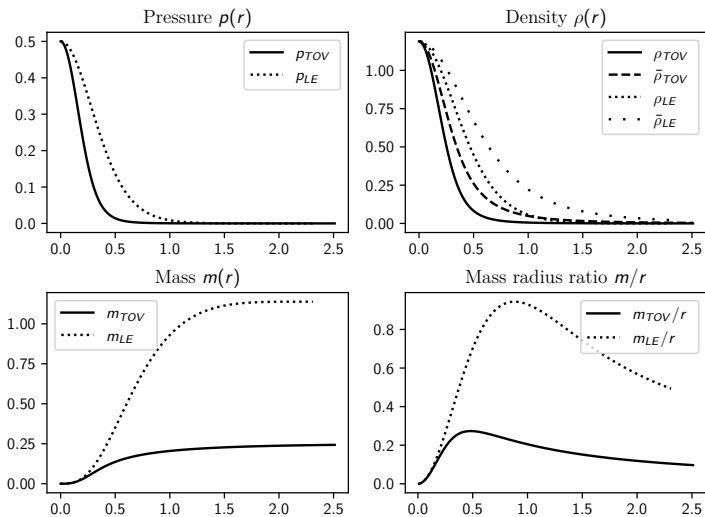 Pressure p(r)
0.5
0.4
0.3
0.2
0.1
0.0
0.0 0.5 1.0 1.5 2.0 2.5
p_TOV
p_LE
Density ρ(r)
1.00
0.75
0.50
0.25
0.00
0.0 0.5 1.0 1.5 2.0 2.5
ρ_TOV
ρ̄_TOV
ρ_LE
ρ̄_LE
Mass m(r)
1.00
0.75
0.50
0.25
0.00
0.0 0.5 1.0 1.5 2.0 2.5
m_TOV
m_LE
Mass radius ratio m/r
0.8
0.6
0.4
0.2
0.0
0.0 0.5 1.0 1.5 2.0 2.5
m_TOV/r
m_LE/r